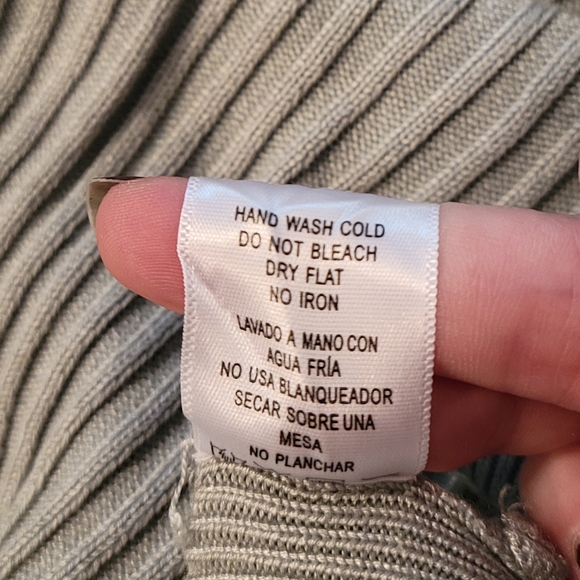 HAND WASH COLD
DO NOT BLEACH
DRY FLAT
NO IRON
LAVADO A MANO CON
AGUA FRÍA
NO USA BLANQUEADOR
SECAR SOBRE UNA
MESA
NO PLANCHAR